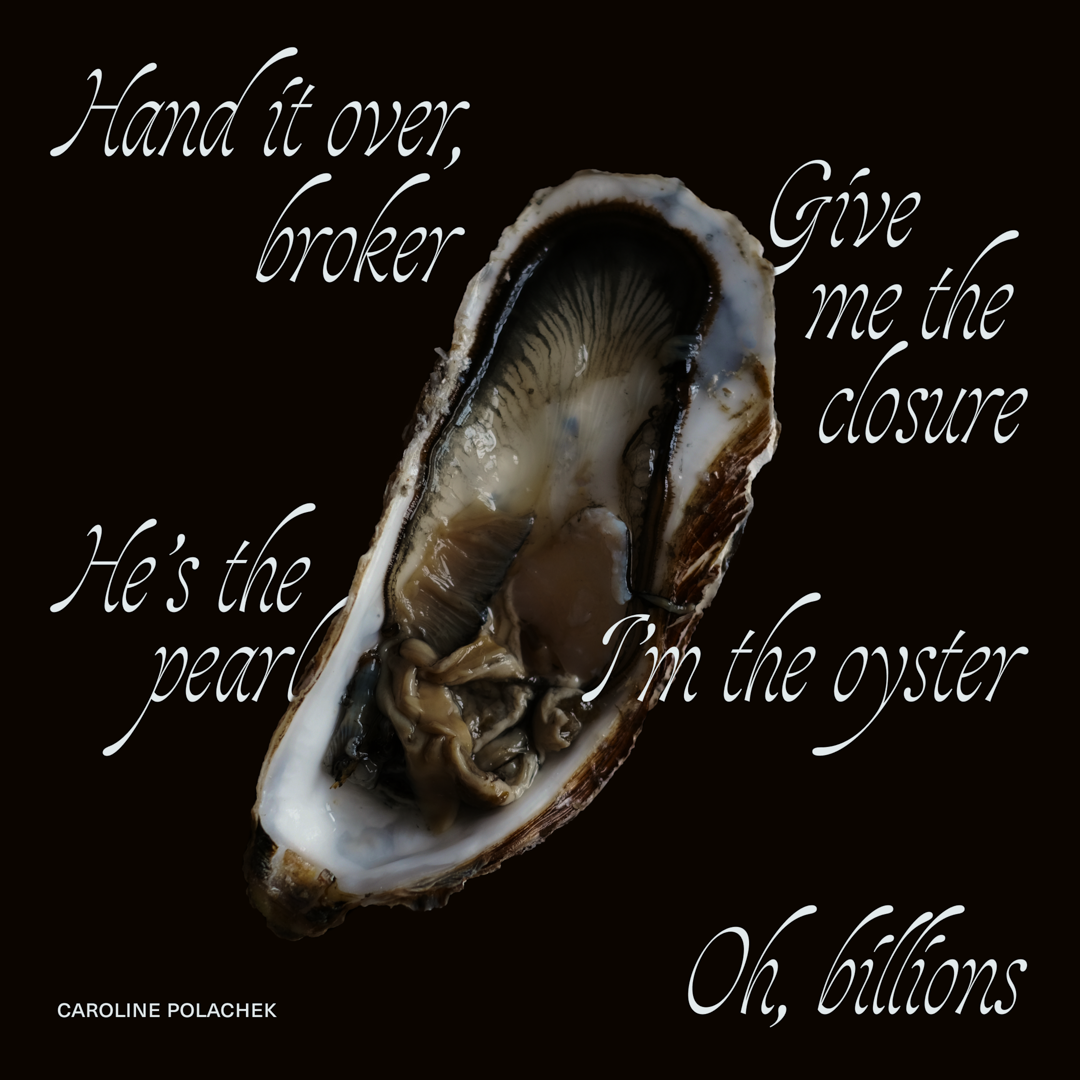 Hand it over,
broker
Give
me the
closure
He's the
pearl
I'm the oyster
Oh, billions
CAROLINE POLACHEK